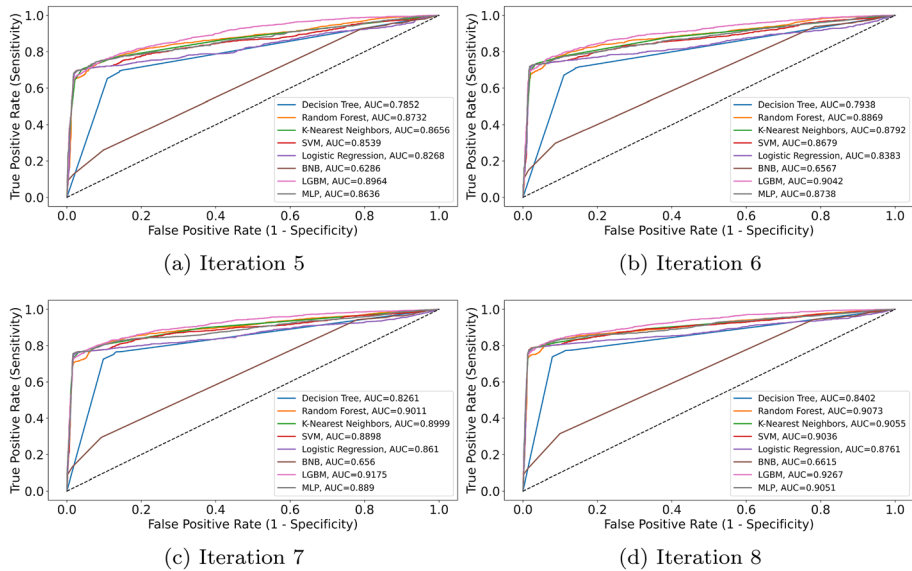 True Positive Rate (Sensitivity)
1.0
0.8
0.6
0.4
0.2
0.0
Decision Tree, AUC=0.7852
Random Forest, AUC=0.8732
K-Nearest Neighbors, AUC=0.8656
SVM, AUC=0.8539
Logistic Regression, AUC=0.8268
BNB, AUC=0.6286
LGBM, AUC=0.8964
MLP, AUC=0.8636
0.0 0.2 0.4 0.6 0.8 1.0
False Positive Rate (1 - Specificity)
(a) Iteration 5
True Positive Rate (Sensitivity)
1.0
0.8
0.6
0.4
0.2
0.0
Decision Tree, AUC=0.7938
Random Forest, AUC=0.8869
K-Nearest Neighbors, AUC=0.8792
SVM, AUC=0.8679
Logistic Regression, AUC=0.8383
BNB, AUC=0.6567
LGBM, AUC=0.9042
MLP, AUC=0.8738
0.0 0.2 0.4 0.6 0.8 1.0
False Positive Rate (1 - Specificity)
(b) Iteration 6
True Positive Rate (Sensitivity)
1.0
0.8
0.6
0.4
0.2
0.0
Decision Tree, AUC=0.8261
Random Forest, AUC=0.9011
K-Nearest Neighbors, AUC=0.8999
SVM, AUC=0.8898
Logistic Regression, AUC=0.861
BNB, AUC=0.656
LGBM, AUC=0.9175
MLP, AUC=0.889
0.0 0.2 0.4 0.6 0.8 1.0
False Positive Rate (1 - Specificity)
(c) Iteration 7
True Positive Rate (Sensitivity)
1.0
0.8
0.6
0.4
0.2
0.0
Decision Tree, AUC=0.8402
Random Forest, AUC=0.9073
K-Nearest Neighbors, AUC=0.9055
SVM, AUC=0.9036
Logistic Regression, AUC=0.8761
BNB, AUC=0.6615
LGBM, AUC=0.9267
MLP, AUC=0.9051
0.0 0.2 0.4 0.6 0.8 1.0
False Positive Rate (1 - Specificity)
(d) Iteration 8